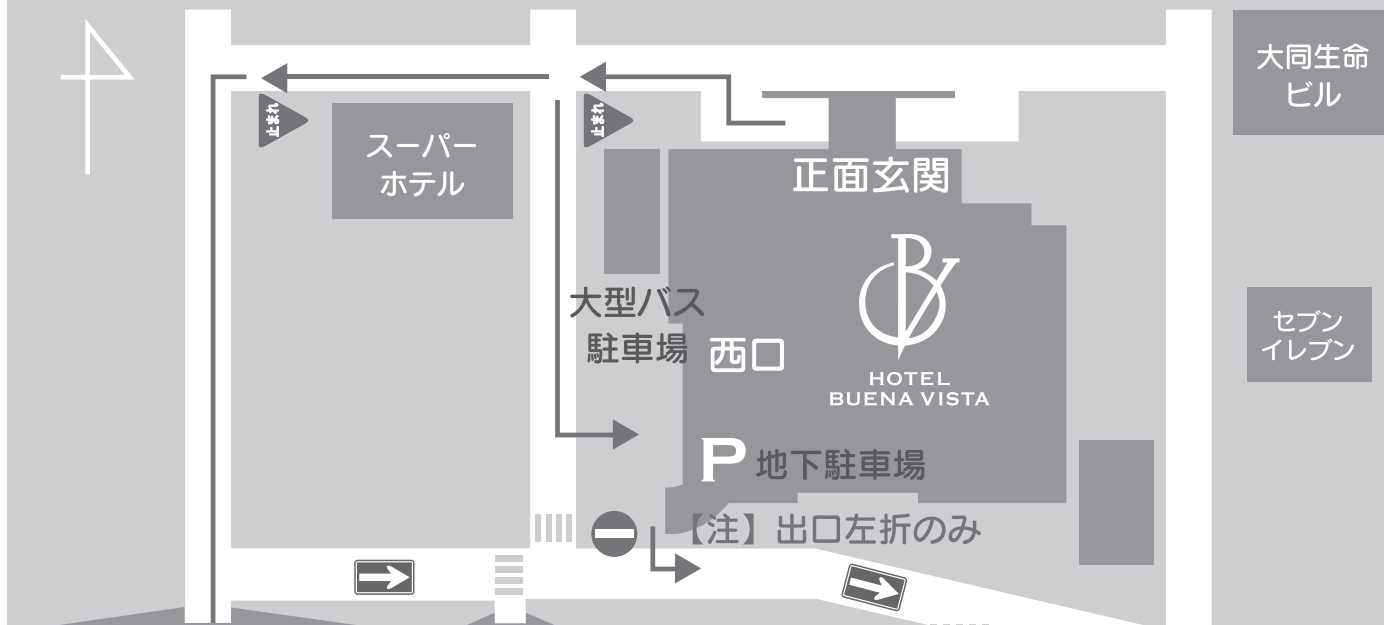 大同生命
ビル
止まれ
止まれ
スーパー
ホテル
正面玄関
大型バス
駐車場
西口
HOTEL
BUENA VISTA
セブン
イレブン
P 地下駐車場
【注】出口左折のみ